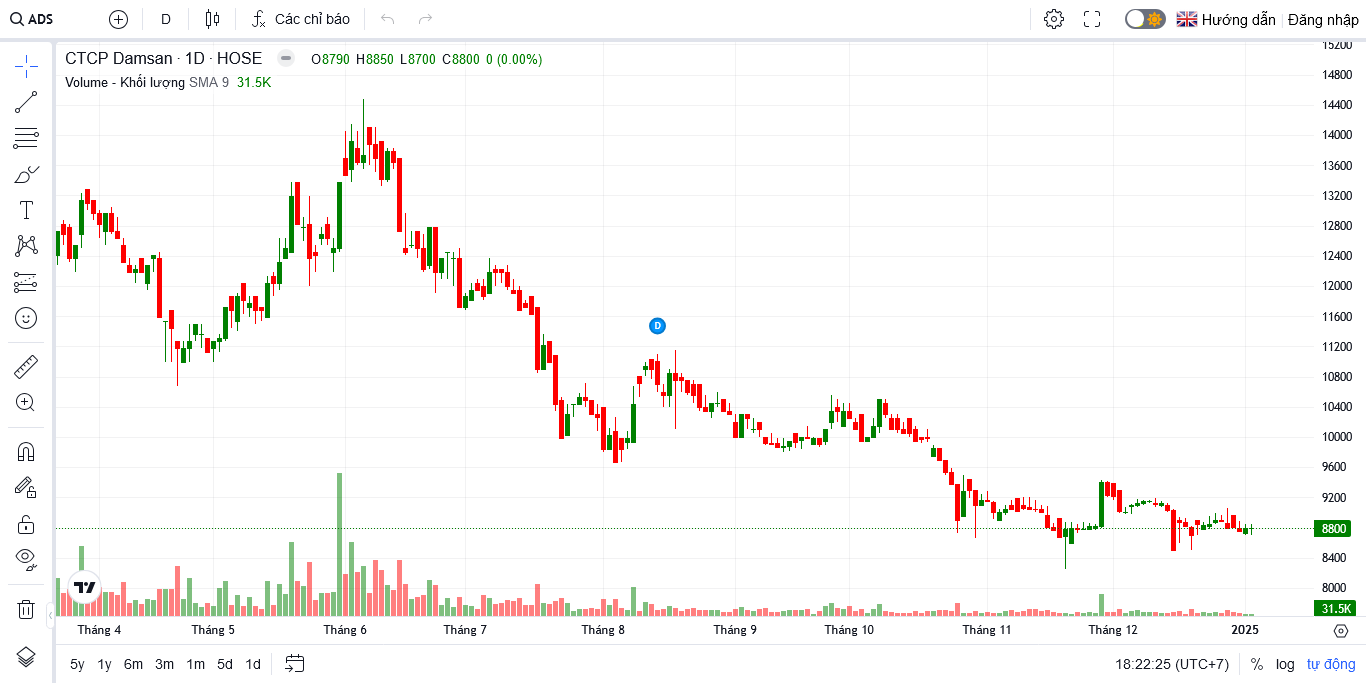 ADS D Các chỉ báo Hướng dẫn Đăng nhập
CTCP Damsan · 1D · HOSE O8790 H8850 L8700 C8800 0 (0.00%)
Volume - Khối lượng SMA 9 31.5K
15200
14800
14400
14000
13600
13200
12800
12400
12000
11600
11200
10800
10400
10000
9600
9200
8800
8400
8000
31.5K
D
Tháng 4 Tháng 5 Tháng 6 Tháng 7 Tháng 8 Tháng 9 Tháng 10 Tháng 11 Tháng 12 2025
5y 1y 6m 3m 1m 5d 1d 18:22:25 (UTC+7) % log tự động